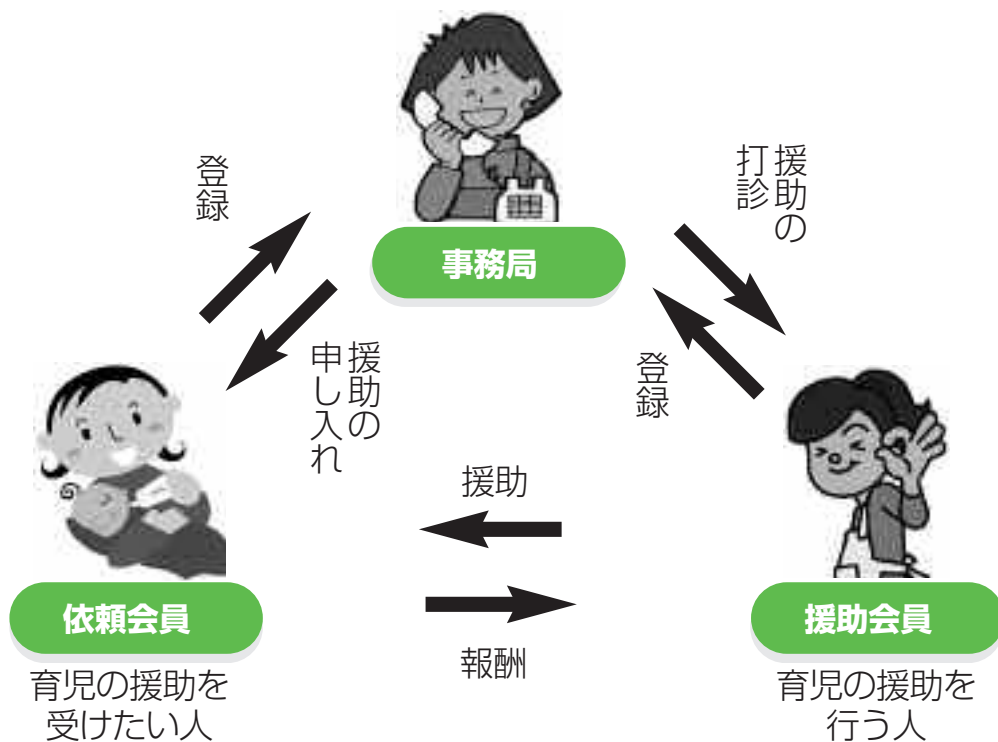 登録
援助の
打診
事務局
援助の
申し入れ
登録
援助
依頼会員
援助会員
報酬
育児の援助を
受けたい人
育児の援助を
行う人